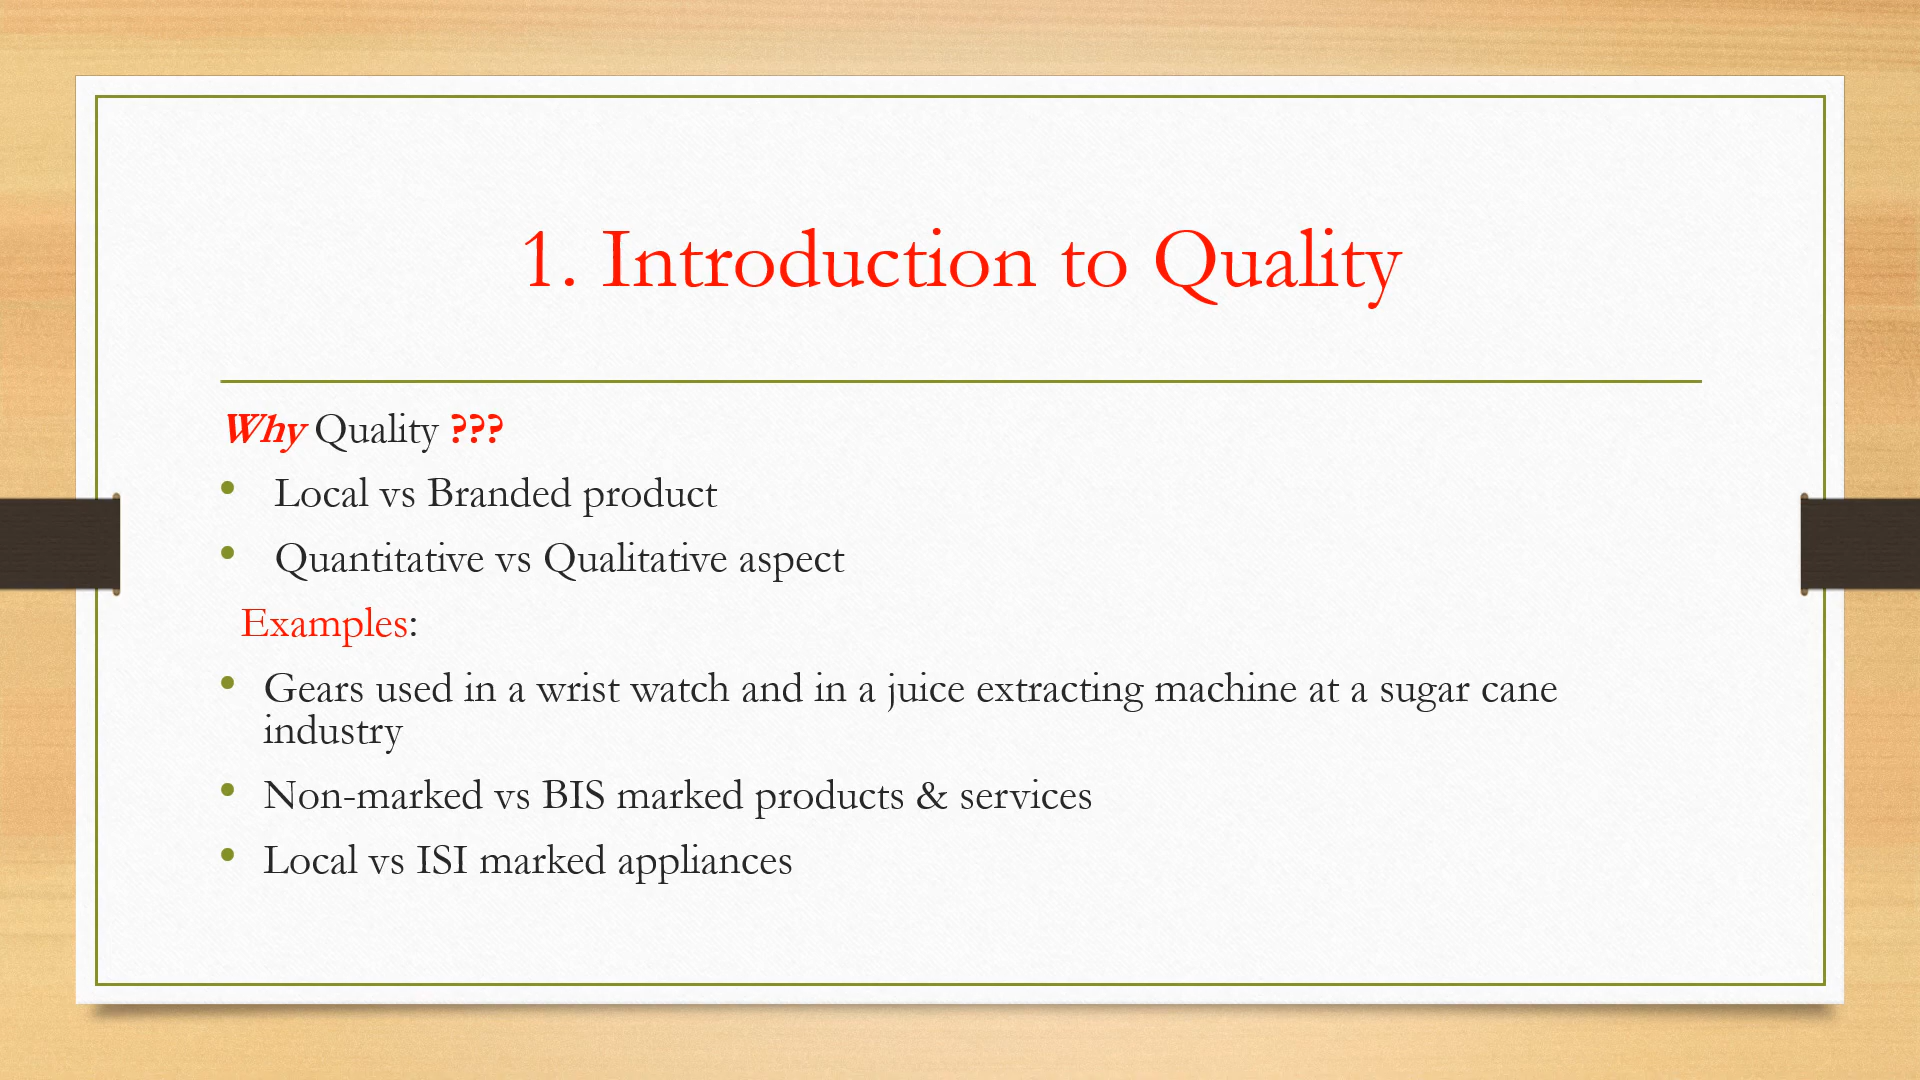 1. Introduction to Quality
Why Quality ???
• Local vs Branded product
• Quantitative vs Qualitative aspect
Examples:
• Gears used in a wrist watch and in a juice extracting machine at a sugar cane
industry
• Non-marked vs BIS marked products & services
• Local vs ISI marked appliances